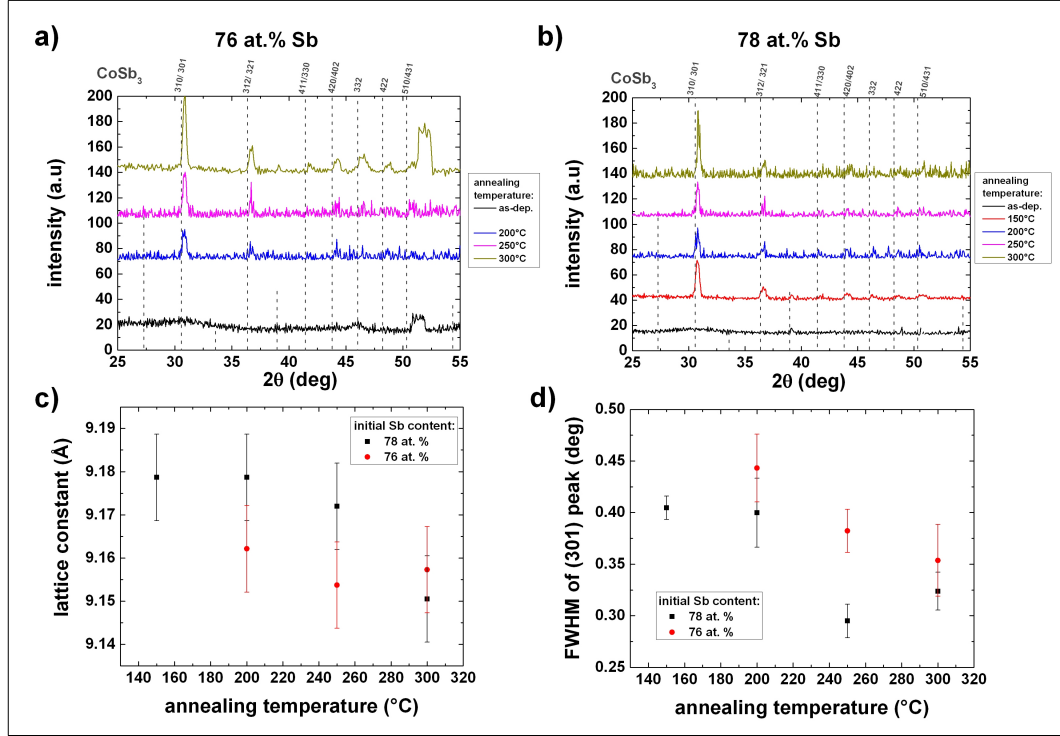 a)
76 at.% Sb
CoSb3
310/ 301
312/ 321
411/330
420/402
332
422
510/431
200
180
160
140
120
100
80
60
40
20
0
intensity (a.u)
25 30 35 40 45 50 55
2θ (deg)
annealing
temperature:
as-dep.
200°C
250°C
300°C
b)
78 at.% Sb
CoSb3
310/ 301
312/ 321
411/330
420/402
332
422
510/431
200
180
160
140
120
100
80
60
40
20
0
intensity (a.u)
25 30 35 40 45 50 55
2θ (deg)
annealing
temperature:
as-dep.
150°C
200°C
250°C
300°C
c)
9.19
9.18
9.17
9.16
9.15
9.14
lattice constant (Å)
initial Sb content:
78 at. %
76 at. %
140 160 180 200 220 240 260 280 300 320
annealing temperature (°C)
d)
0.50
0.45
0.40
0.35
0.30
0.25
FWHM of (301) peak (deg)
initial Sb content:
78 at. %
76 at. %
140 160 180 200 220 240 260 280 300 320
annealing temperature (°C)